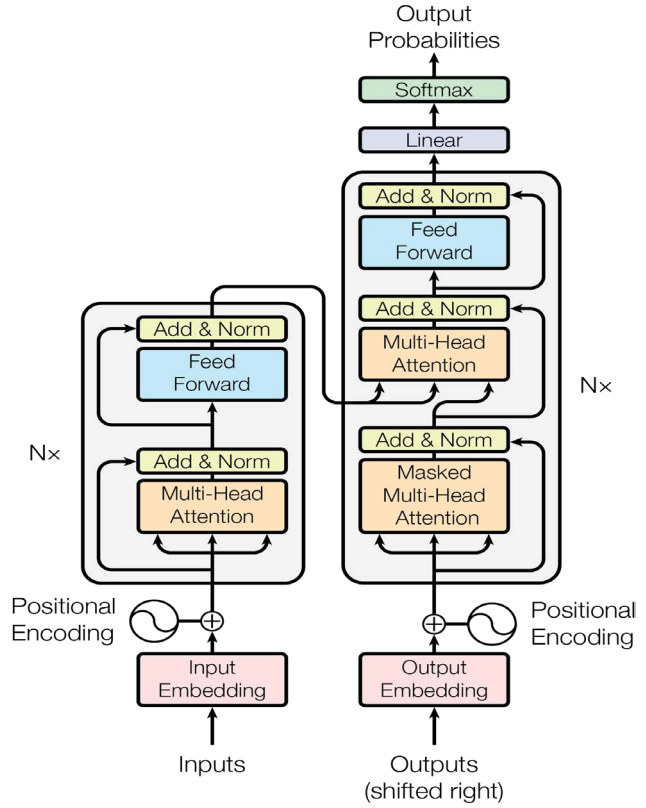 Output
Probabilities
Softmax
Linear
Add & Norm
Feed
Forward
Add & Norm
Multi-Head
Attention
Nx
Add & Norm
Masked
Multi-Head
Attention
Add & Norm
Feed
Forward
Nx
Add & Norm
Multi-Head
Attention
Positional
Encoding
Positional
Encoding
Input
Embedding
Output
Embedding
Inputs
Outputs
(shifted right)